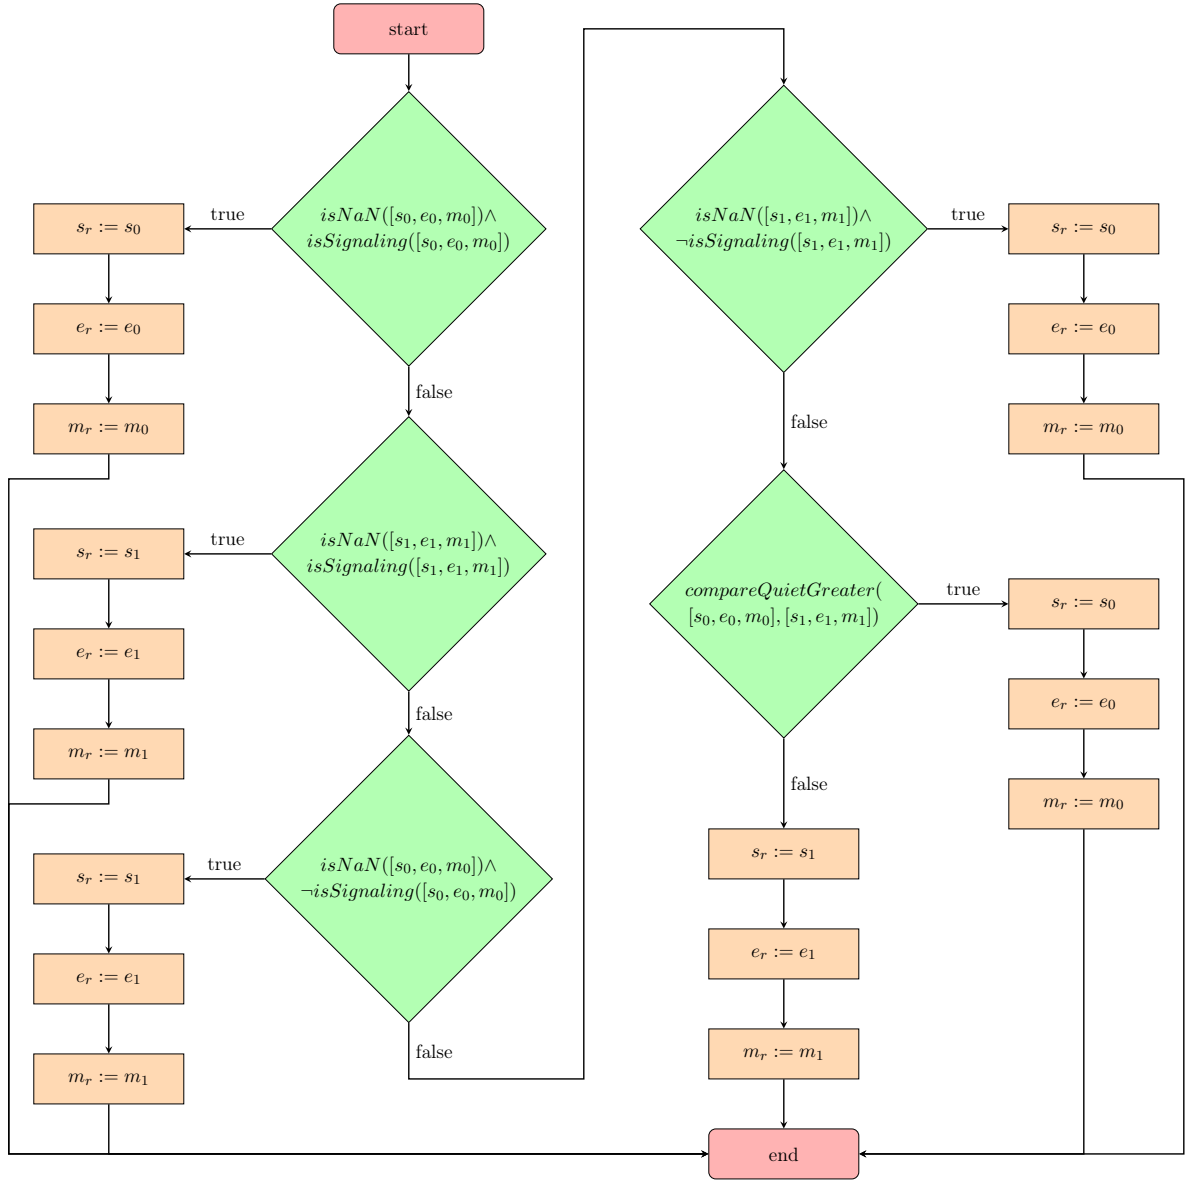 start
isNaN([s₀, e₀, m₀])∧
isSignaling([s₀, e₀, m₀])
true
sᵣ := s₀
eᵣ := e₀
mᵣ := m₀
false
isNaN([s₁, e₁, m₁])∧
isSignaling([s₁, e₁, m₁])
true
sᵣ := s₁
eᵣ := e₁
mᵣ := m₁
false
isNaN([s₀, e₀, m₀])∧
¬isSignaling([s₀, e₀, m₀])
true
sᵣ := s₁
eᵣ := e₁
mᵣ := m₁
false
isNaN([s₁, e₁, m₁])∧
¬isSignaling([s₁, e₁, m₁])
true
sᵣ := s₀
eᵣ := e₀
mᵣ := m₀
false
compareQuietGreater(
[s₀, e₀, m₀], [s₁, e₁, m₁])
true
sᵣ := s₀
eᵣ := e₀
mᵣ := m₀
false
sᵣ := s₁
eᵣ := e₁
mᵣ := m₁
end